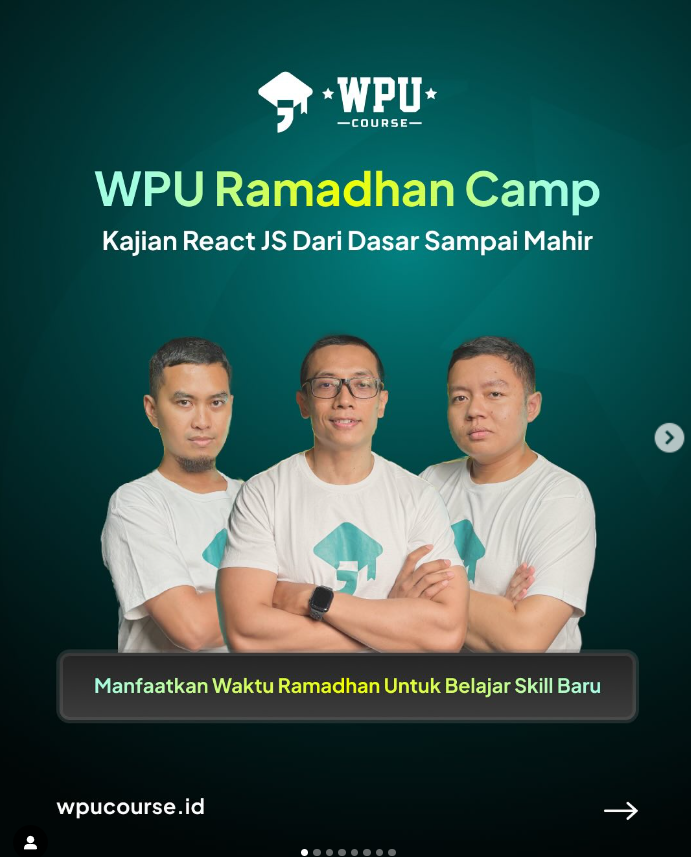 WPU
COURSE
WPU Ramadhan Camp
Kajian React JS Dari Dasar Sampai Mahir
Manfaatkan Waktu Ramadhan Untuk Belajar Skill Baru
wpucourse.id